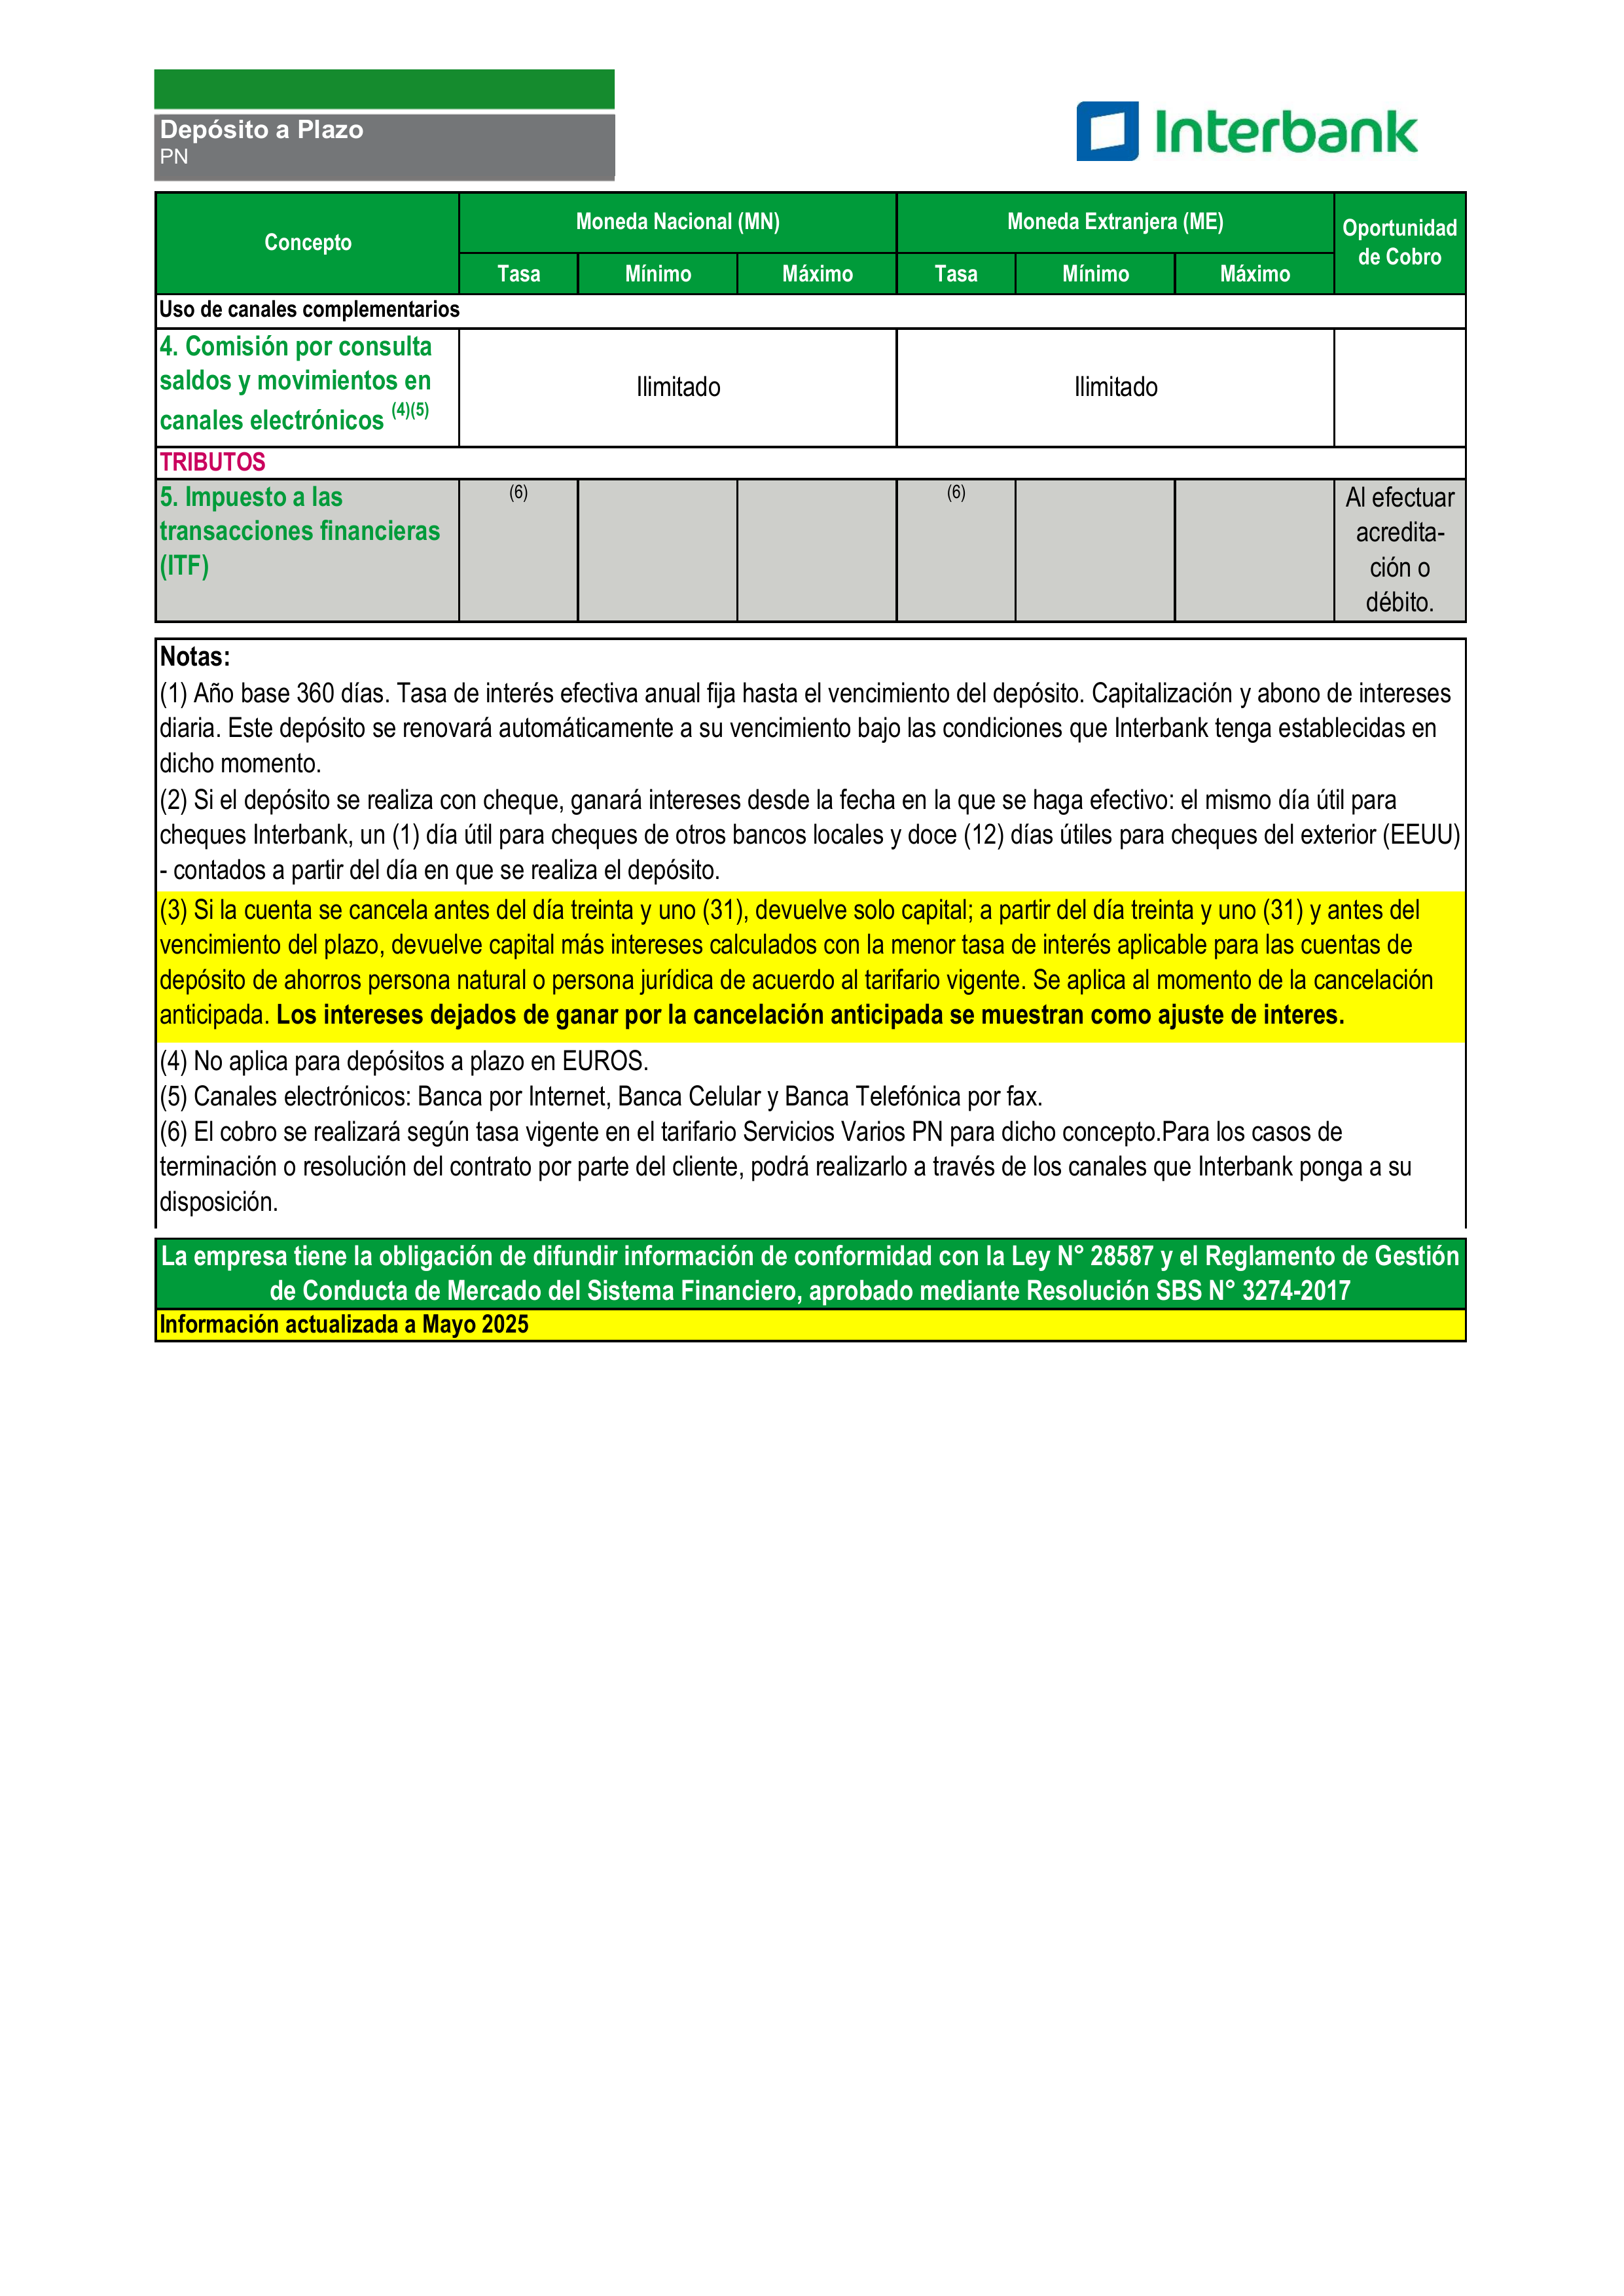 Depósito a Plazo
PN
Interbank
Concepto
Moneda Nacional (MN)
Moneda Extranjera (ME)
Oportunidad
de Cobro
Tasa
Mínimo
Máximo
Tasa
Mínimo
Máximo
Uso de canales complementarios
4. Comisión por consulta
saldos y movimientos en
canales electrónicos (4)(5)
Ilimitado
Ilimitado
TRIBUTOS
5. Impuesto a las
transacciones financieras
(ITF)
(6)
(6)
Al efectuar
acredita-
ción o
débito.
Notas:
(1) Año base 360 días. Tasa de interés efectiva anual fija hasta el vencimiento del depósito. Capitalización y abono de intereses
diaria. Este depósito se renovará automáticamente a su vencimiento bajo las condiciones que Interbank tenga establecidas en
dicho momento.
(2) Si el depósito se realiza con cheque, ganará intereses desde la fecha en la que se haga efectivo: el mismo día útil para
cheques Interbank, un (1) día útil para cheques de otros bancos locales y doce (12) días útiles para cheques del exterior (EEUU)
- contados a partir del día en que se realiza el depósito.
(3) Si la cuenta se cancela antes del día treinta y uno (31), devuelve solo capital; a partir del día treinta y uno (31) y antes del
vencimiento del plazo, devuelve capital más intereses calculados con la menor tasa de interés aplicable para las cuentas de
depósito de ahorros persona natural o persona jurídica de acuerdo al tarifario vigente. Se aplica al momento de la cancelación
anticipada. Los intereses dejados de ganar por la cancelación anticipada se muestran como ajuste de interes.
(4) No aplica para depósitos a plazo en EUROS.
(5) Canales electrónicos: Banca por Internet, Banca Celular y Banca Telefónica por fax.
(6) El cobro se realizará según tasa vigente en el tarifario Servicios Varios PN para dicho concepto.Para los casos de
terminación o resolución del contrato por parte del cliente, podrá realizarlo a través de los canales que Interbank ponga a su
disposición.
La empresa tiene la obligación de difundir información de conformidad con la Ley N° 28587 y el Reglamento de Gestión
de Conducta de Mercado del Sistema Financiero, aprobado mediante Resolución SBS N° 3274-2017
Información actualizada a Mayo 2025